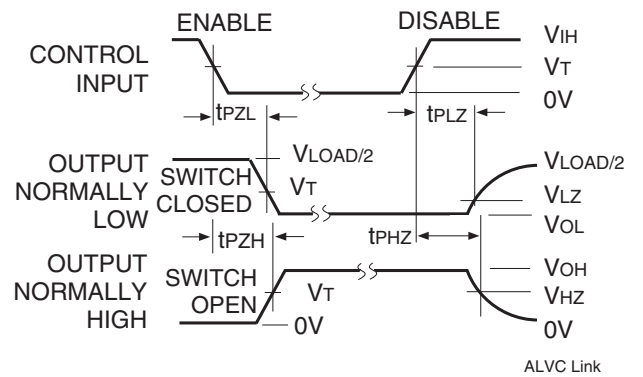 ENABLE DISABLE
CONTROL INPUT
VIH
VT
0V
tPZL
tPLZ
OUTPUT NORMALLY LOW
SWITCH CLOSED
VLOAD/2
VT
VLOAD/2
VLZ
VOL
tPZH
tPHZ
OUTPUT NORMALLY HIGH
SWITCH OPEN
VT
0V
VOH
VHZ
0V
ALVC Link